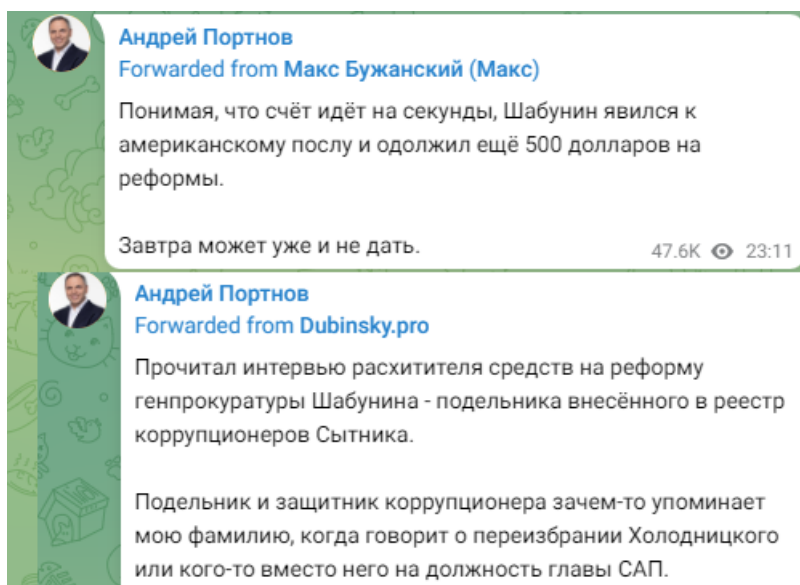 Андрей Портнов
Forwarded from Макс Бужанский (Макс)
Понимая, что счёт идёт на секунды, Шабунин явился к
американскому послу и одолжил ещё 500 долларов на
реформы.
Завтра может уже и не дать.
47.6K 23:11
Андрей Портнов
Forwarded from Dubinsky.pro
Прочитал интервью расхитителя средств на реформу
генпрокуратуры Шабунина - подельника внесённого в реестр
коррупционеров Сытника.
Подельник и защитник коррупционера зачем-то упоминает
мою фамилию, когда говорит о переизбрании Холодницкого
или кого-то вместо него на должность главы САП.